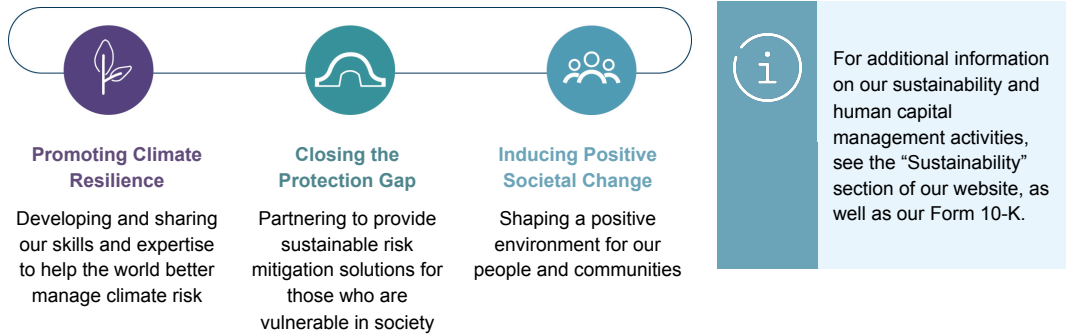 Promoting Climate
Resilience
Developing and sharing
our skills and expertise
to help the world better
manage climate risk
Closing the
Protection Gap
Partnering to provide
sustainable risk
mitigation solutions for
those who are
vulnerable in society
Inducing Positive
Societal Change
Shaping a positive
environment for our
people and communities
i
For additional information
on our sustainability and
human capital
management activities,
see the “Sustainability”
section of our website, as
well as our Form 10-K.